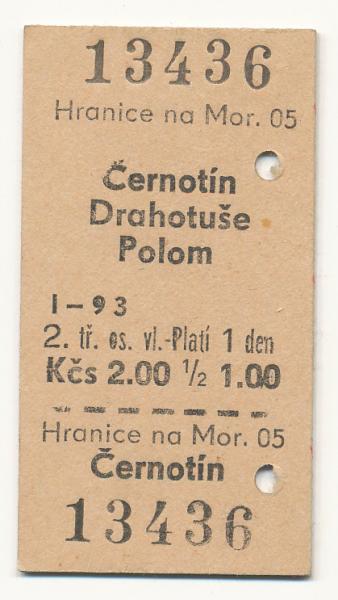 13436
Hranice na Mor. 05
Černotín
Drahotuše
Polom
I-93
2. tř. os. vl.-Platí 1 den
Kčs 2.00 ½ 1.00
Hranice na Mor. 05
Černotín
13436